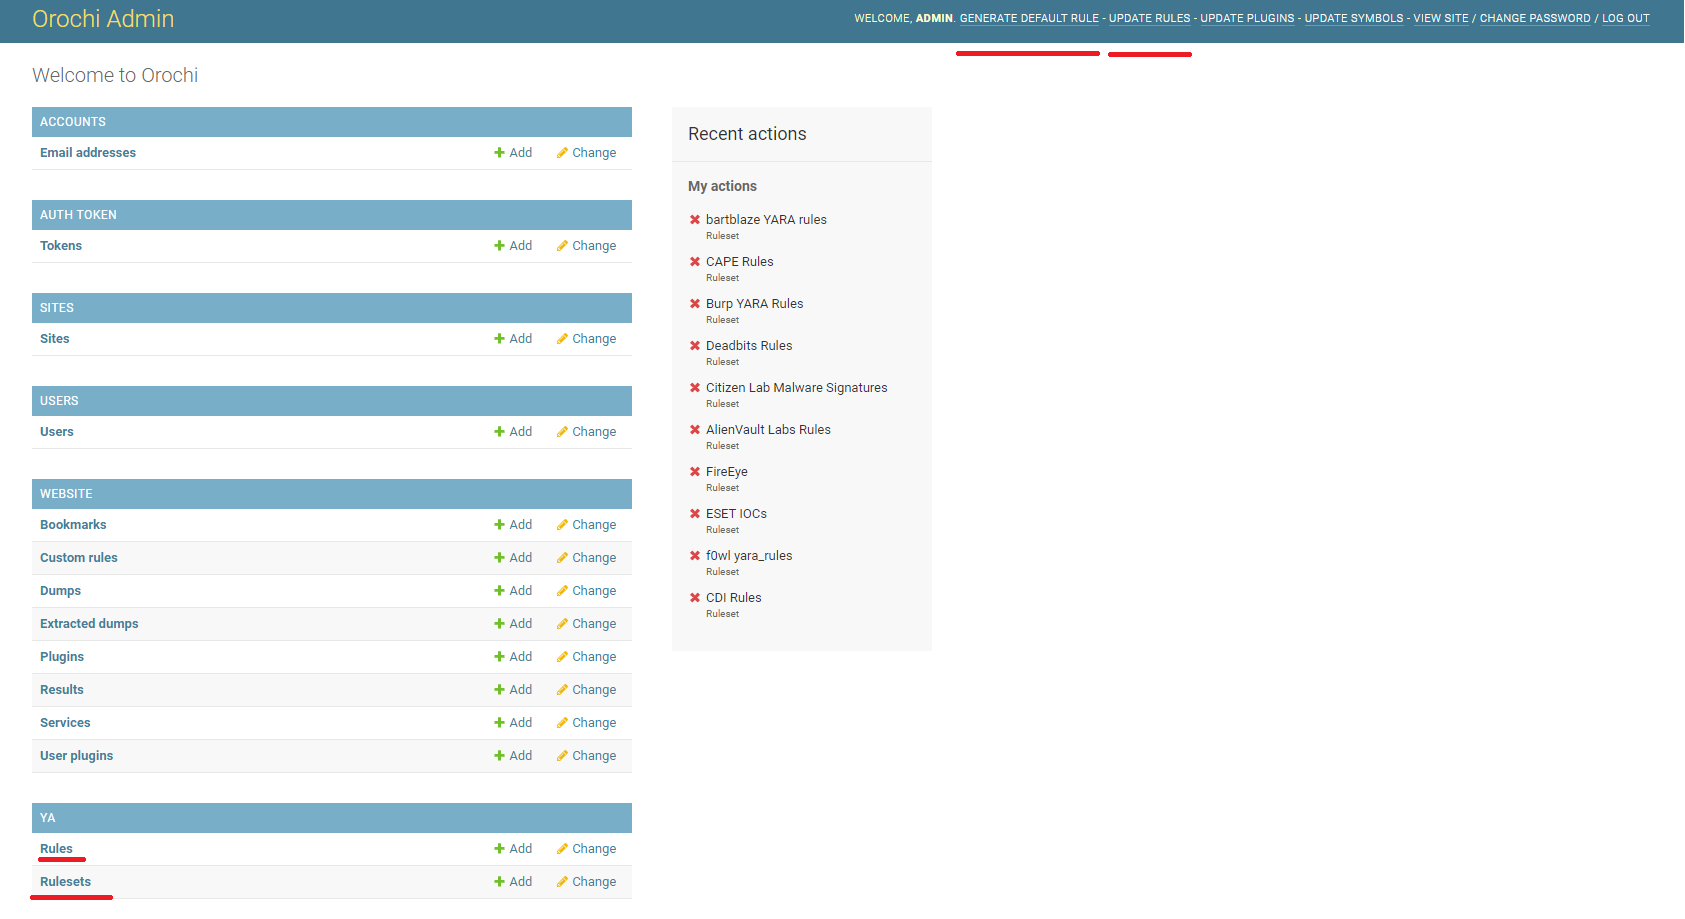 Orochi Admin
WELCOME, ADMIN. GENERATE DEFAULT RULE - UPDATE RULES - UPDATE PLUGINS - UPDATE SYMBOLS - VIEW SITE / CHANGE PASSWORD / LOG OUT
Welcome to Orochi
ACCOUNTS
Email addresses Add Change
AUTH TOKEN
Tokens Add Change
SITES
Sites Add Change
USERS
Users Add Change
WEBSITE
Bookmarks Add Change
Custom rules Add Change
Dumps Add Change
Extracted dumps Add Change
Plugins Add Change
Results Add Change
Services Add Change
User plugins Add Change
YA
Rules Add Change
Rulesets Add Change
Recent actions
My actions
bartblaze YARA rules
Ruleset
CAPE Rules
Ruleset
Burp YARA Rules
Ruleset
Deadbits Rules
Ruleset
Citizen Lab Malware Signatures
Ruleset
AlienVault Labs Rules
Ruleset
FireEye
Ruleset
ESET IOCs
Ruleset
f0wl yara_rules
Ruleset
CDI Rules
Ruleset